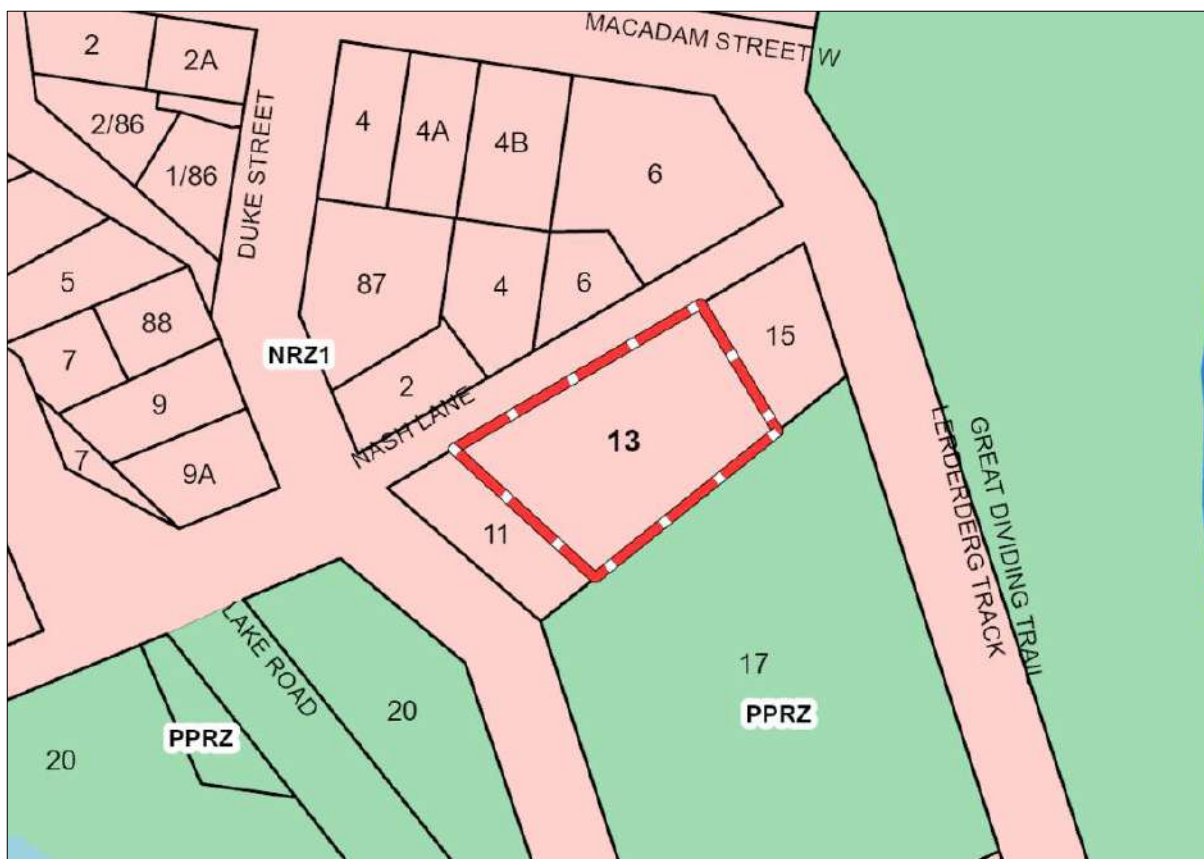 MACADAM STREET W
2
2A
2/86
1/86
DUKE STREET
4
4A
4B
6
5
88
7
9
7
9A
87
4
6
NRZ1
2
NASH LANE
15
13
11
GREAT DIVIDING TRAIL
LERDERDERG TRACK
LAKE ROAD
17
PPRZ
20
PPRZ
20